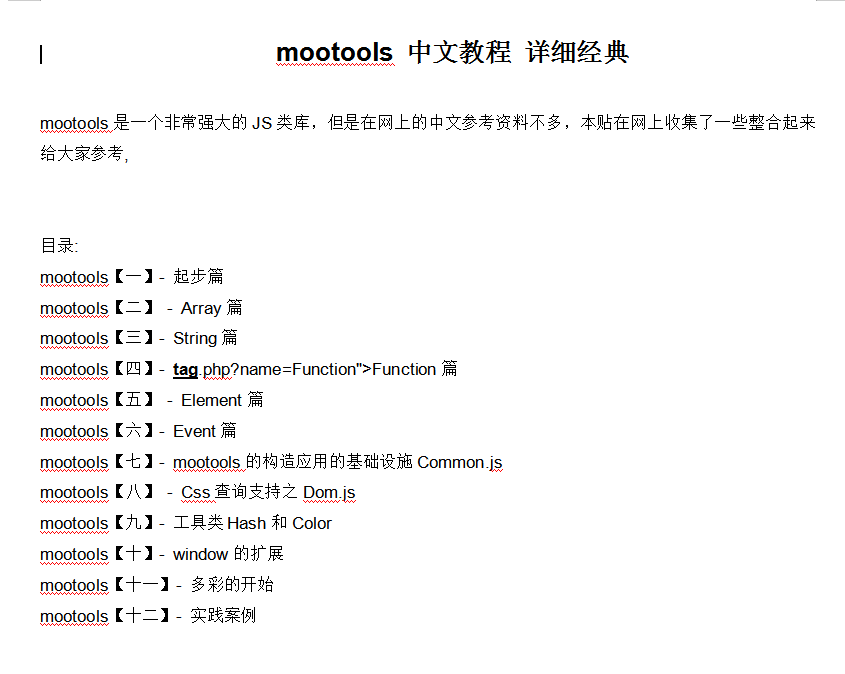 mootools 中文教程 详细经典
mootools 是一个非常强大的 JS 类库，但是在网上的中文参考资料不多，本贴在网上收集了一些整合起来
给大家参考,
目录:
mootools【一】- 起步篇
mootools【二】 - Array 篇
mootools【三】- String 篇
mootools【四】- tag.php?name=Function">Function 篇
mootools【五】 - Element 篇
mootools【六】- Event 篇
mootools【七】- mootools 的构造应用的基础设施 Common.js
mootools【八】 - Css 查询支持之 Dom.js
mootools【九】- 工具类 Hash 和 Color
mootools【十】- window 的扩展
mootools【十一】- 多彩的开始
mootools【十二】- 实践案例